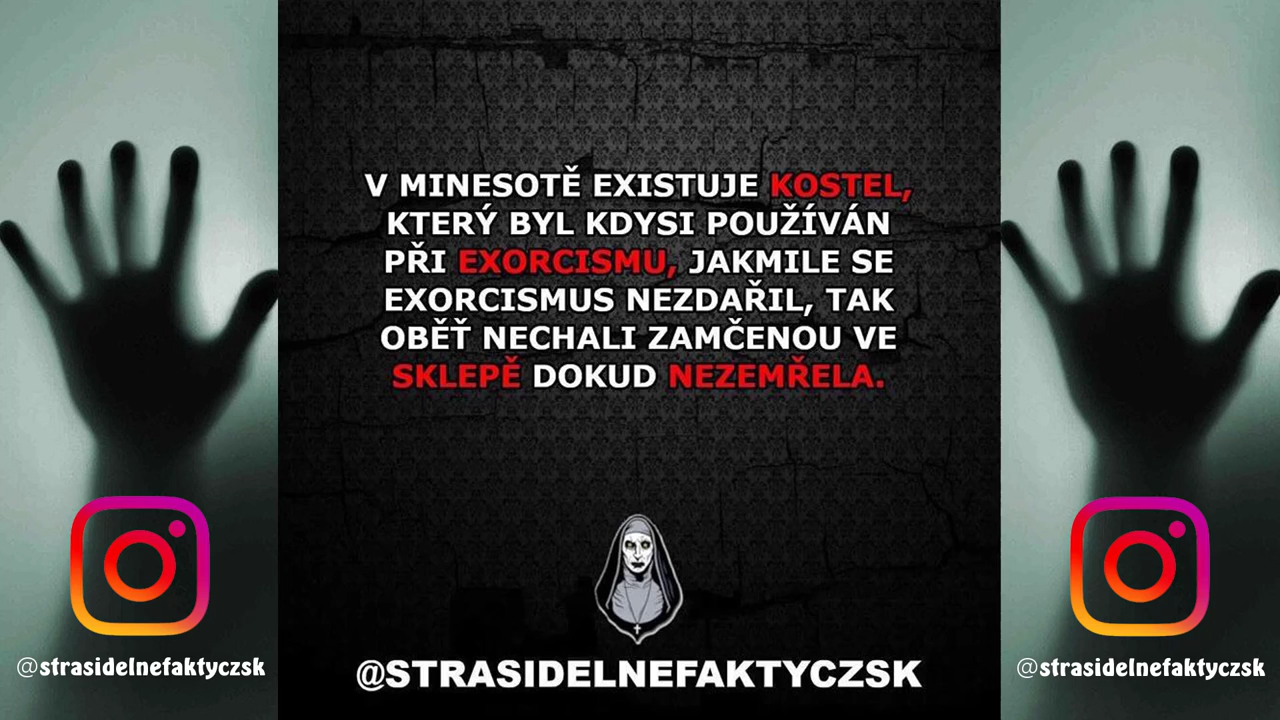 V MINESOTĚ EXISTUJE KOSTEL,
KTERÝ BYL KDYSI POUŽÍVÁN
PŘI EXORCISMU, JAKMILE SE
EXORCISMUS NEZDAŘIL, TAK
OBĚŤ NECHALI ZAMČENOU VE
SKLEPĚ DOKUD NEZEMŘELA.
@STRASIDELNEFAKTYCZSK
@strasidelnefaktyczsk
@strasidelnefaktyczsk